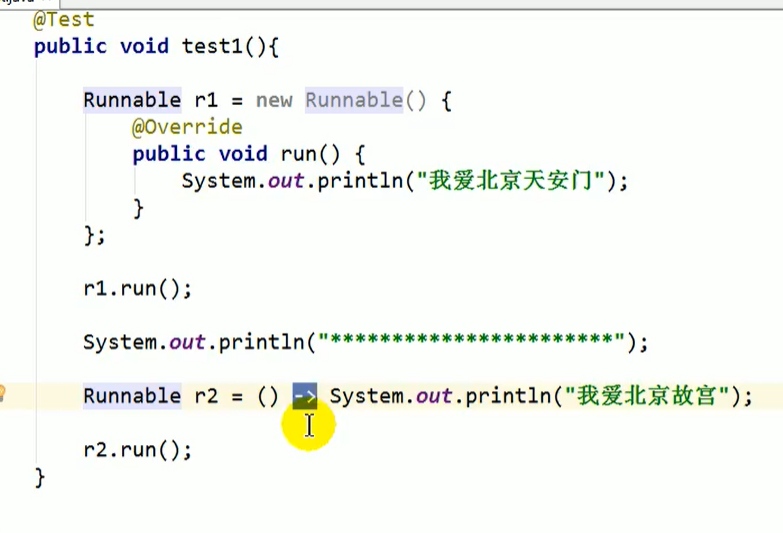 @Test
public void test1(){
Runnable r1 = new Runnable() {
@Override
public void run() {
System.out.println("我爱北京天安门");
}
};
r1.run();
System.out.println("***********************");
Runnable r2 = () -> System.out.println("我爱北京故宫");
r2.run();
}